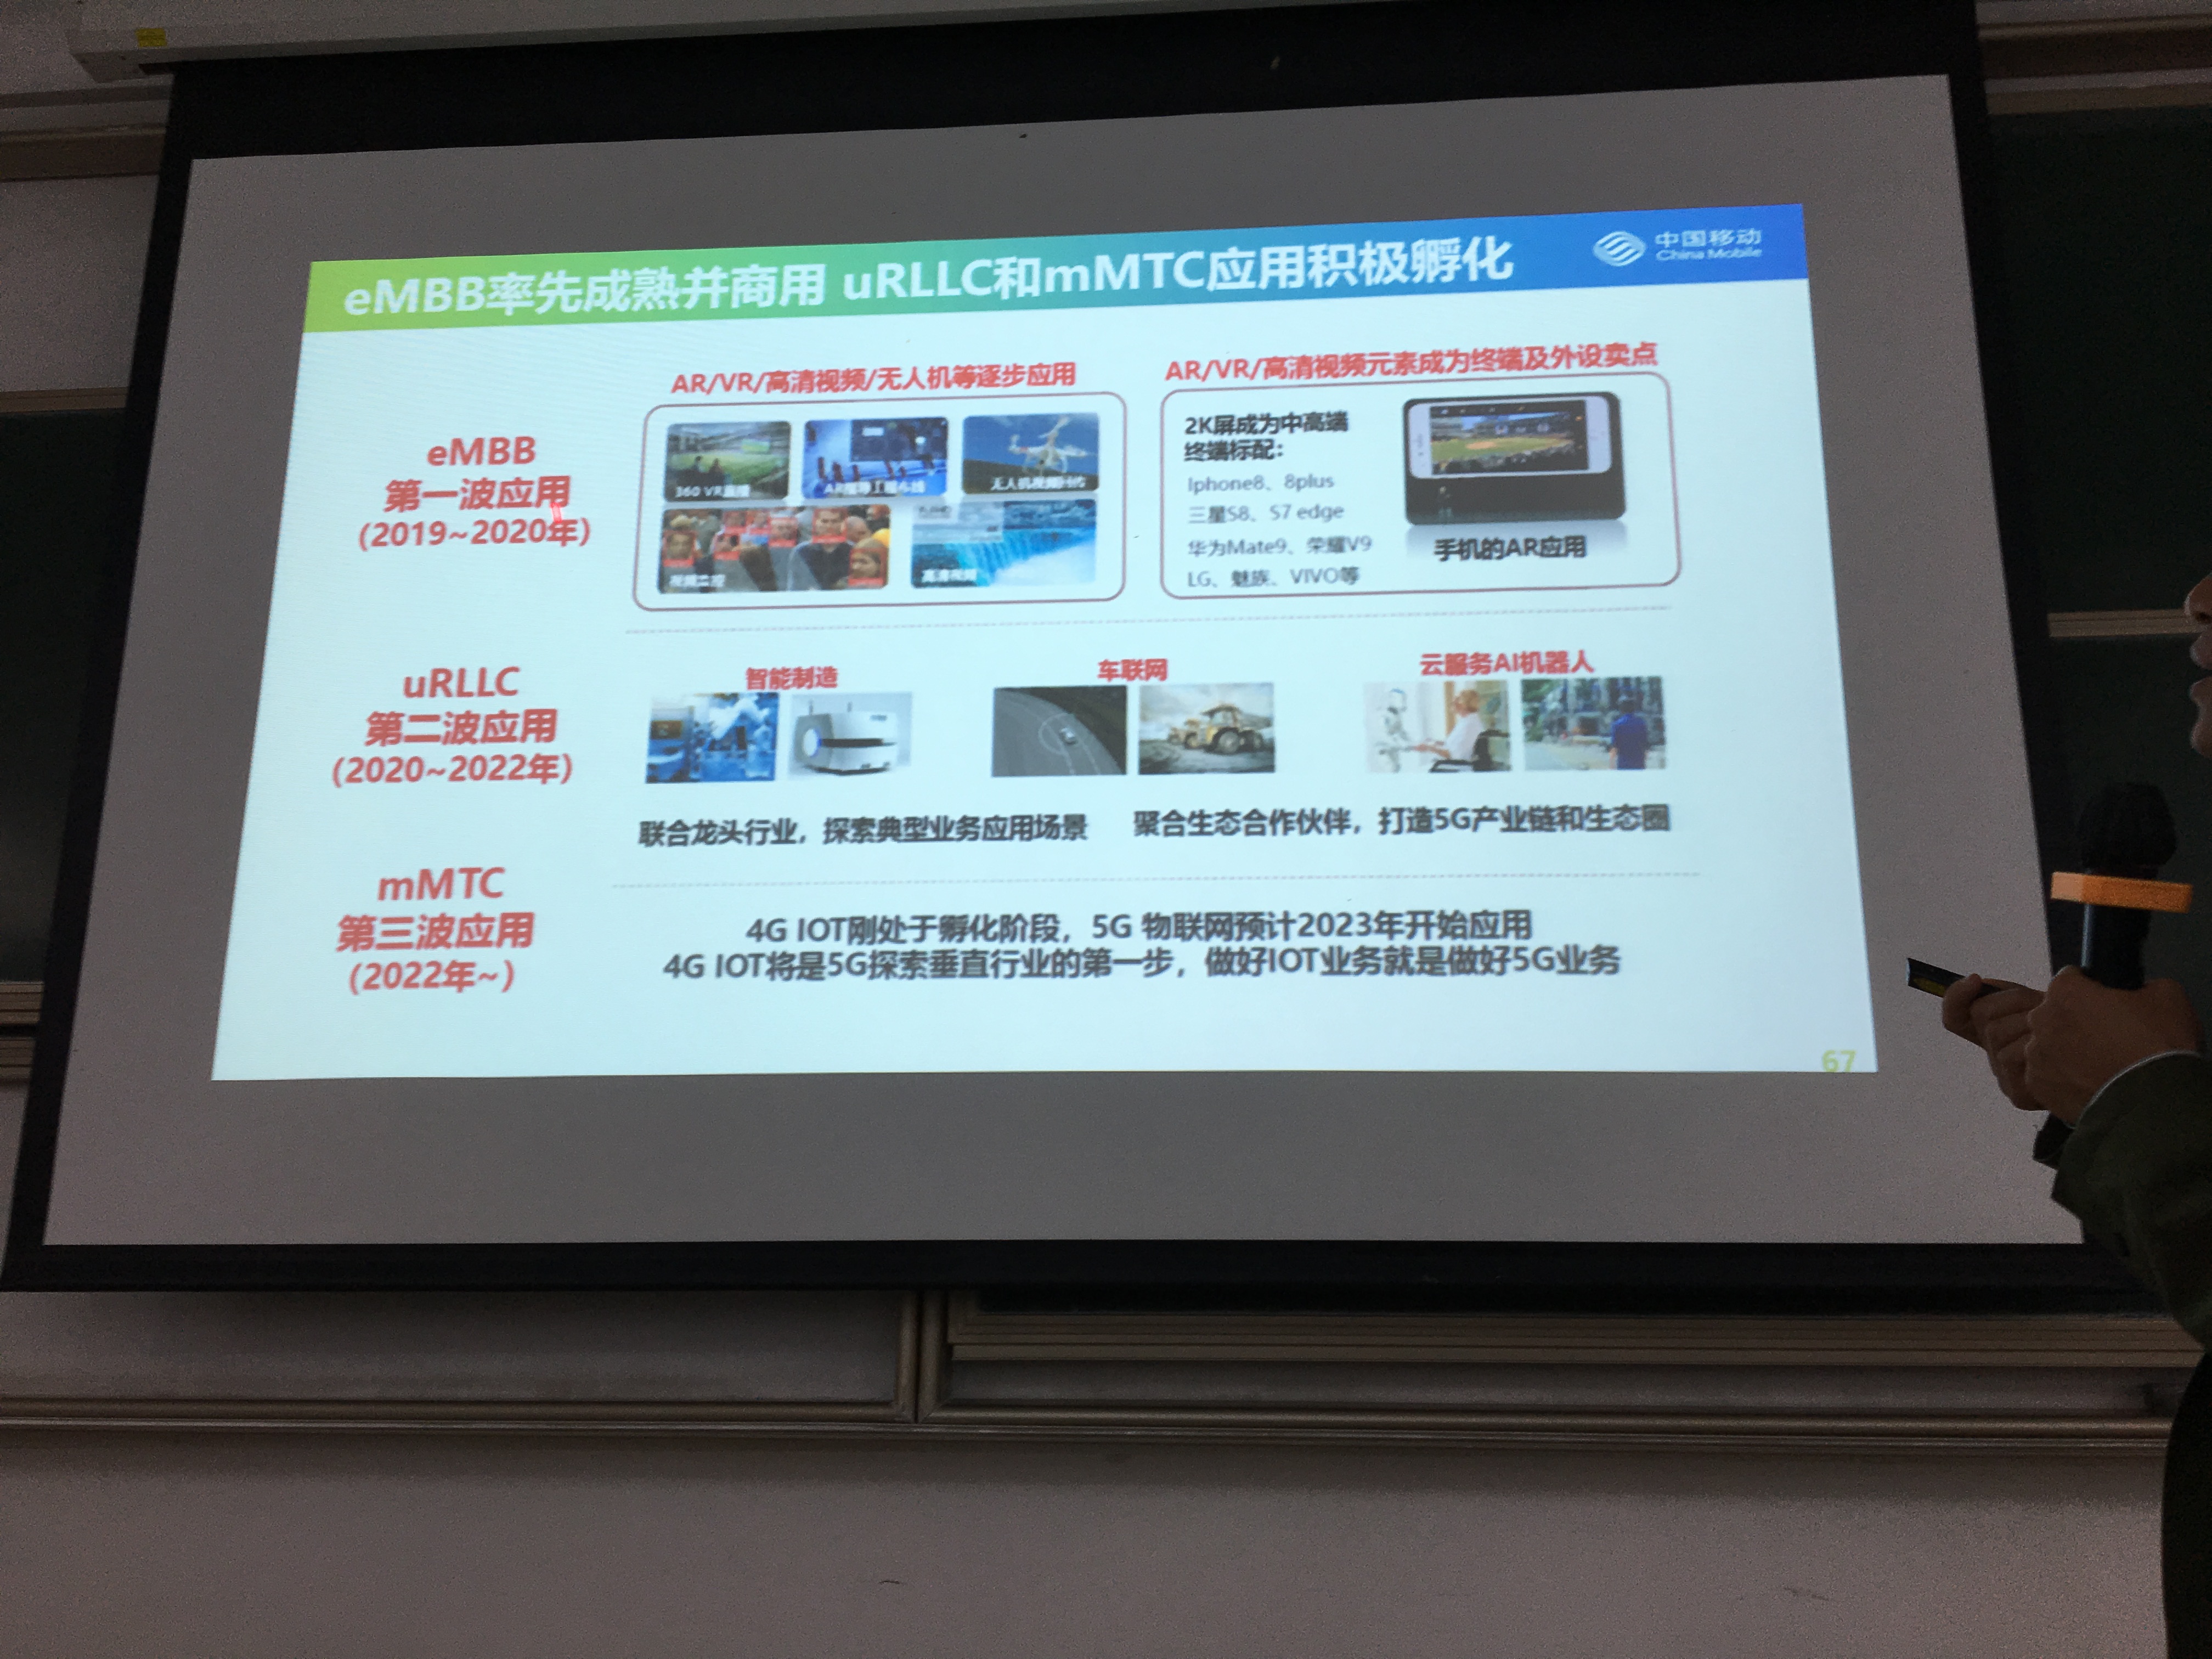 eMBB率先成熟并商用 uRLLC和mMTC应用积极孵化
中国移动
China Mobile
eMBB
第一波应用
(2019~2020年)
AR/VR/高清视频/无人机等逐步应用
360 VR直播
无人机视频回传
视频监控
高清视频
AR/VR/高清视频元素成为终端及外设卖点
2K屏成为中高端
终端标配：
Iphone8、8plus
三星S8、S7 edge
华为Mate9、荣耀V9
LG、魅族、VIVO等
手机的AR应用
uRLLC
第二波应用
(2020~2022年)
智能制造
车联网
云服务AI机器人
联合龙头行业，探索典型业务应用场景
聚合生态合作伙伴，打造5G产业链和生态圈
mMTC
第三波应用
(2022年~)
4G IOT刚处于孵化阶段，5G 物联网预计2023年开始应用
4G IOT将是5G探索垂直行业的第一步，做好IOT业务就是做好5G业务
67